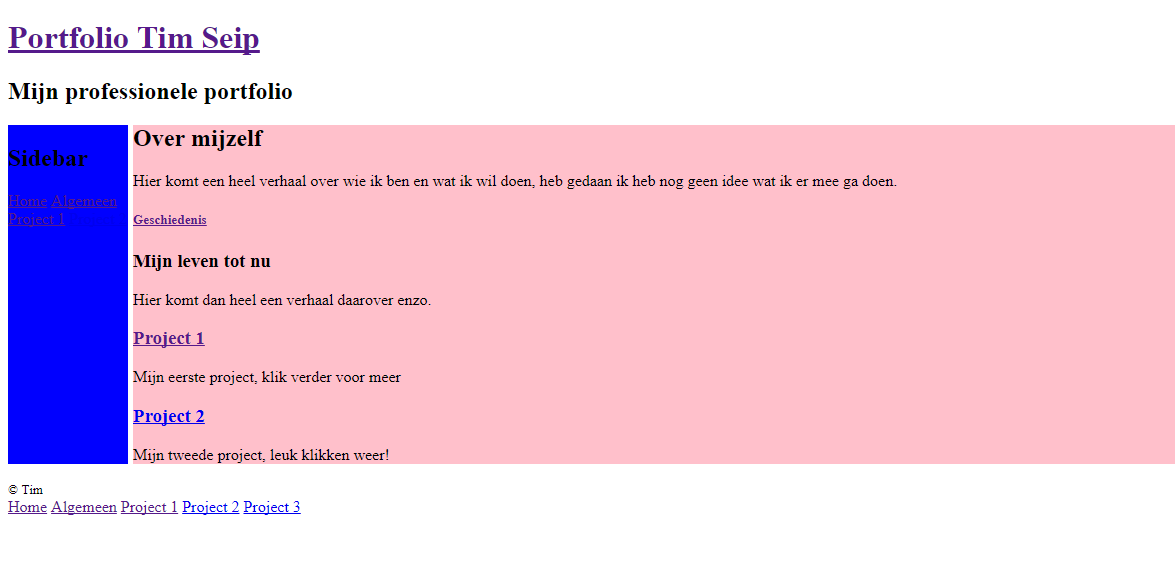 Portfolio Tim Seip
Mijn professionele portfolio
Sidebar
Home Algemeen
Project 1
Over mijzelf
Hier komt een heel verhaal over wie ik ben en wat ik wil doen, heb gedaan ik heb nog geen idee wat ik er mee ga doen.
Geschiedenis
Mijn leven tot nu
Hier komt dan heel een verhaal daarover enzo.
Project 1
Mijn eerste project, klik verder voor meer
Project 2
Mijn tweede project, leuk klikken weer!
© Tim
Home Algemeen Project 1 Project 2 Project 3